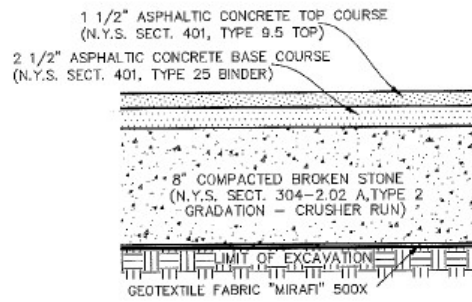 1 1/2" ASPHALTIC CONCRETE TOP COURSE
(N.Y.S. SECT. 401, TYPE 9.5 TOP)
2 1/2" ASPHALTIC CONCRETE BASE COURSE
(N.Y.S. SECT. 401, TYPE 25 BINDER)
8" COMPACTED BROKEN STONE
(N.Y.S. SECT. 304-2.02 A,TYPE 2
GRADATION - CRUSHER RUN)
LIMIT OF EXCAVATION
GEOTEXTILE FABRIC "MIRAFI" 500X